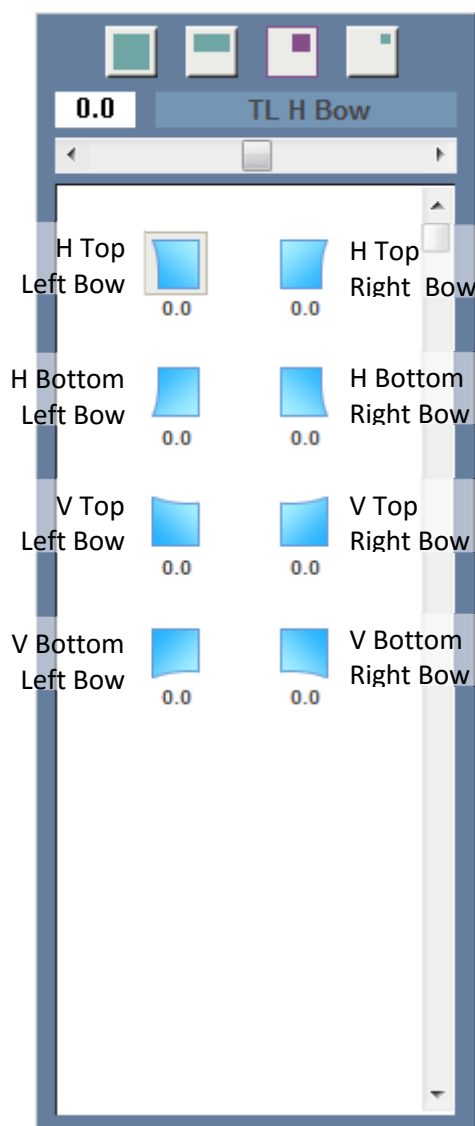 0.0 TL H Bow
H Top H Top
Left Bow Right Bow
0.0 0.0
H Bottom H Bottom
Left Bow Right Bow
0.0 0.0
V Top V Top
Left Bow Right Bow
0.0 0.0
V Bottom V Bottom
Left Bow Right Bow
0.0 0.0